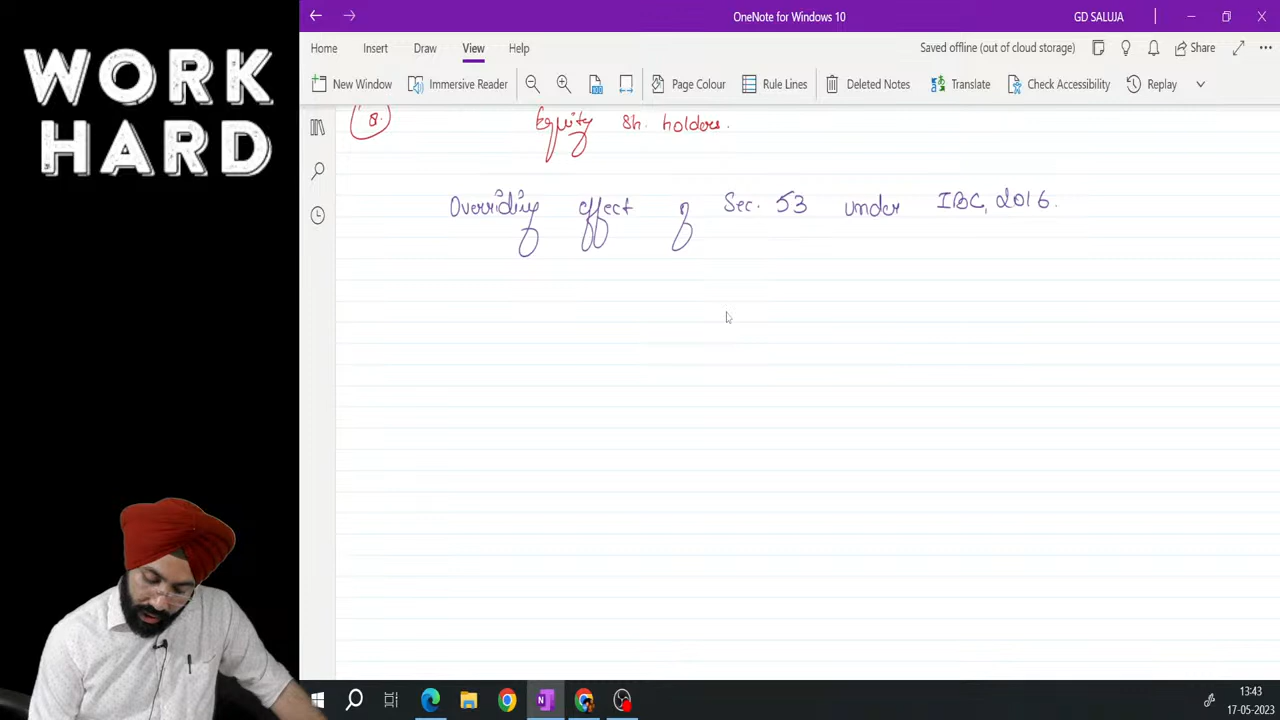 WORK
HARD
OneNote for Windows 10
GD SALUJA
Home Insert Draw View Help
Saved offline (out of cloud storage)
Share
New Window
Immersive Reader
Page Colour
Rule Lines
Deleted Notes
Translate
Check Accessibility
Replay
8. Equity Sh. holders.
Overriding effect of Sec. 53 under IBC, 2016.
13:43
17-05-2023